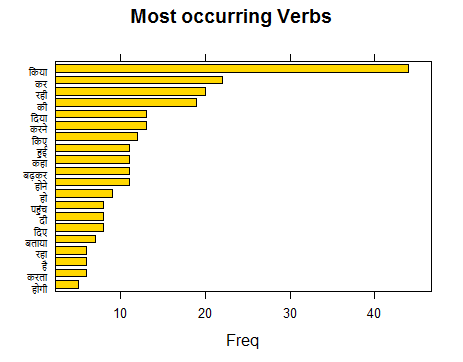 Most occurring Verbs
किया
कर
रही
की
दिया
करने
किए
हुई
कहा
बढ़कर
होने
हो
पहुंच
दी
दिए
बताया
रहा
है
करता
होगी
10 20 30 40
Freq